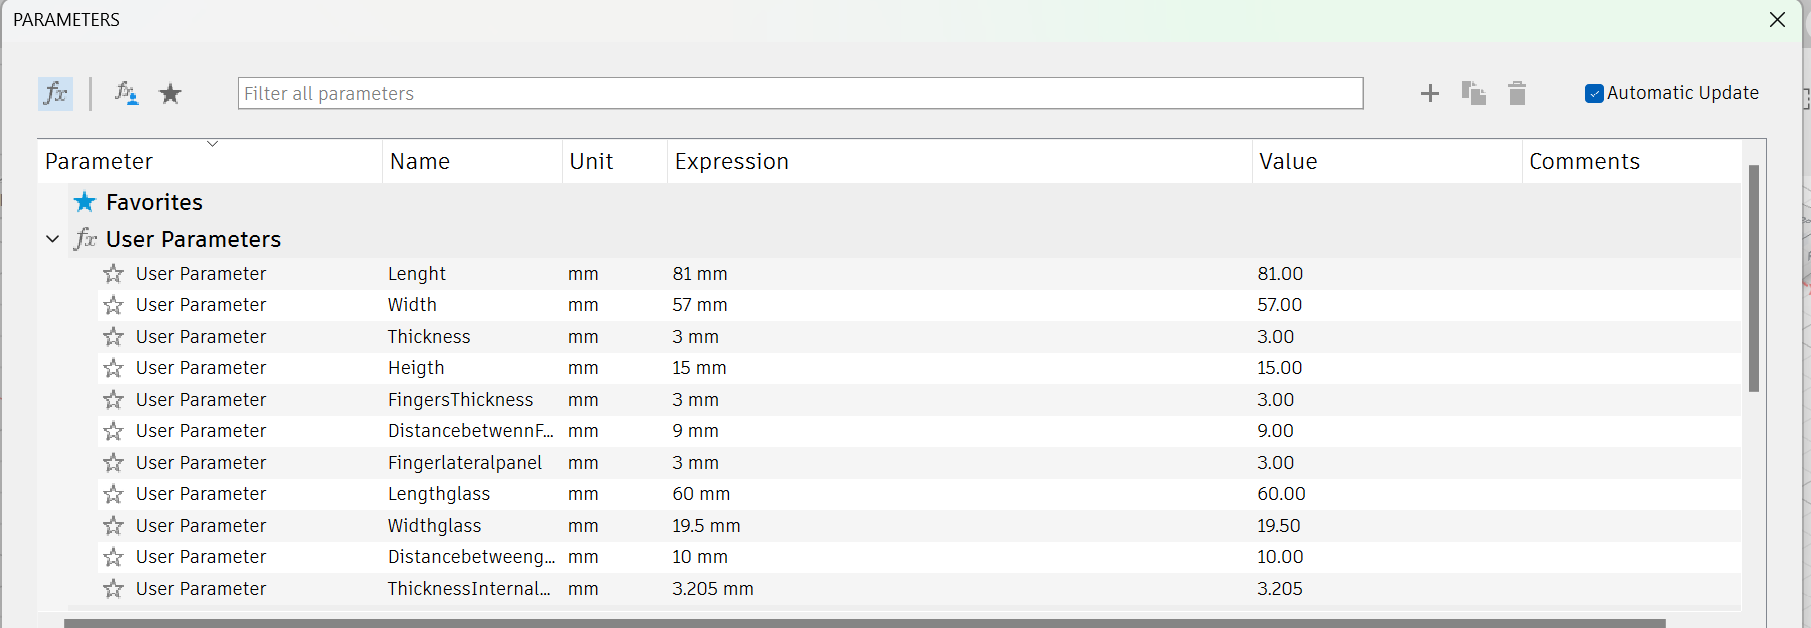 PARAMETERS
fx fx Filter all parameters Automatic Update
Parameter Name Unit Expression Value Comments
Favorites
fx User Parameters
User Parameter Lenght mm 81 mm 81.00
User Parameter Width mm 57 mm 57.00
User Parameter Thickness mm 3 mm 3.00
User Parameter Heigth mm 15 mm 15.00
User Parameter FingersThickness mm 3 mm 3.00
User Parameter DistancebetwennF... mm 9 mm 9.00
User Parameter Fingerlateralpanel mm 3 mm 3.00
User Parameter Lengthglass mm 60 mm 60.00
User Parameter Widthglass mm 19.5 mm 19.50
User Parameter Distancebetweeng... mm 10 mm 10.00
User Parameter ThicknessInternal... mm 3.205 mm 3.205